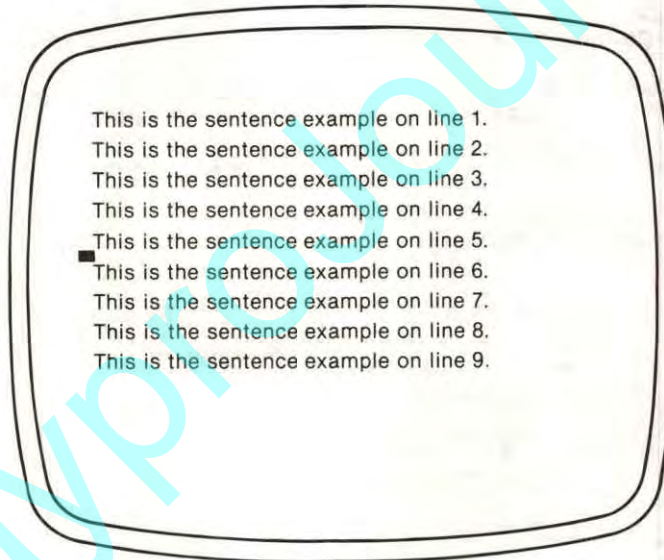 This is the sentence example on line 1.
This is the sentence example on line 2.
This is the sentence example on line 3.
This is the sentence example on line 4.
This is the sentence example on line 5.
This is the sentence example on line 6.
This is the sentence example on line 7.
This is the sentence example on line 8.
This is the sentence example on line 9.